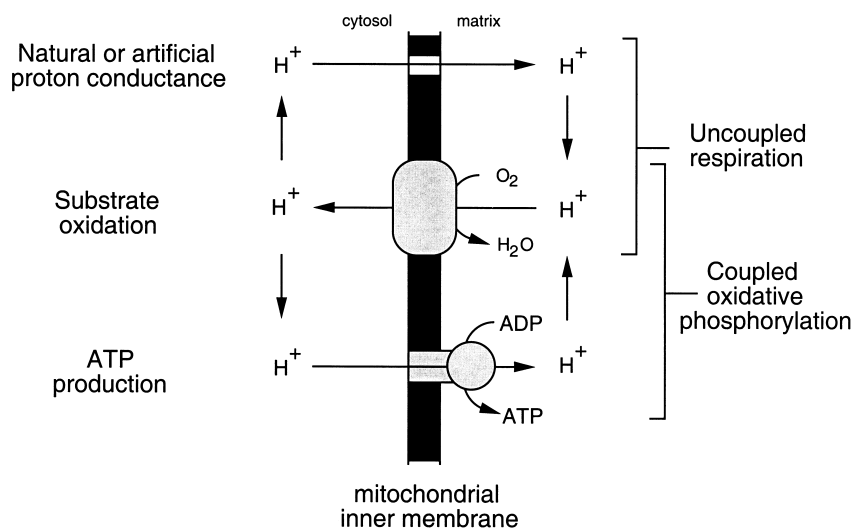 cytosol matrix
Natural or artificial
proton conductance
H+ H+
Uncoupled
respiration
Substrate
oxidation
H+ O2 H+
H2O
Coupled
oxidative
phosphorylation
ADP
ATP
production
H+ H+
ATP
mitochondrial
inner membrane